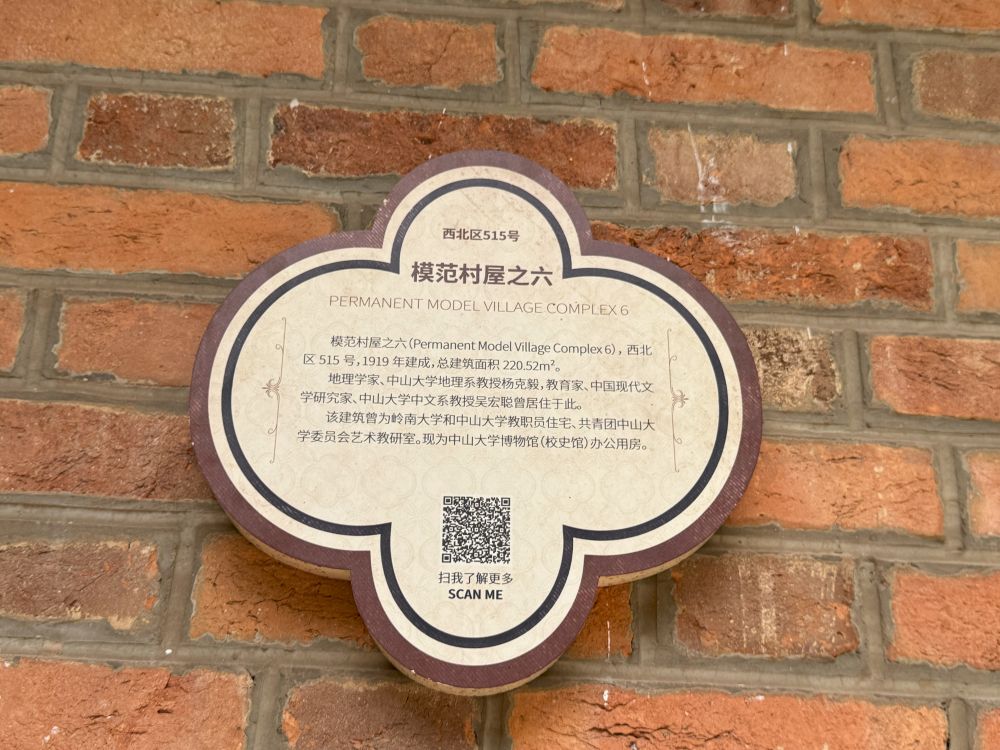 西北区515号
模范村屋之六
PERMANENT MODEL VILLAGE COMPLEX 6
模范村屋之六(Permanent Model Village Complex 6)，西北
区 515 号，1919 年建成，总建筑面积 220.52m²。
地理学家、中山大学地理系教授杨克毅，教育家、中国现代文
学研究家、中山大学中文系教授吴宏聪曾居住于此。
该建筑曾为岭南大学和中山大学教职员住宅、共青团中山大
学委员会艺术教研室。现为中山大学博物馆(校史馆)办公用房。
扫我了解更多
SCAN ME